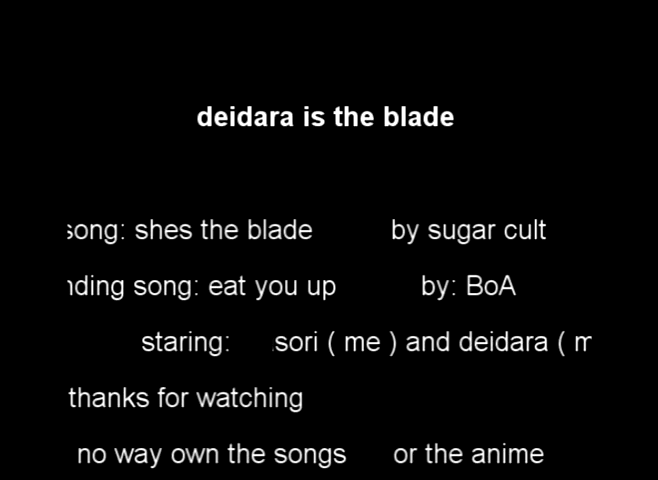 deidara is the blade
song: shes the blade by sugar cult
nding song: eat you up by: BoA
staring: sori ( me ) and deidara ( m
thanks for watching
no way own the songs or the anime